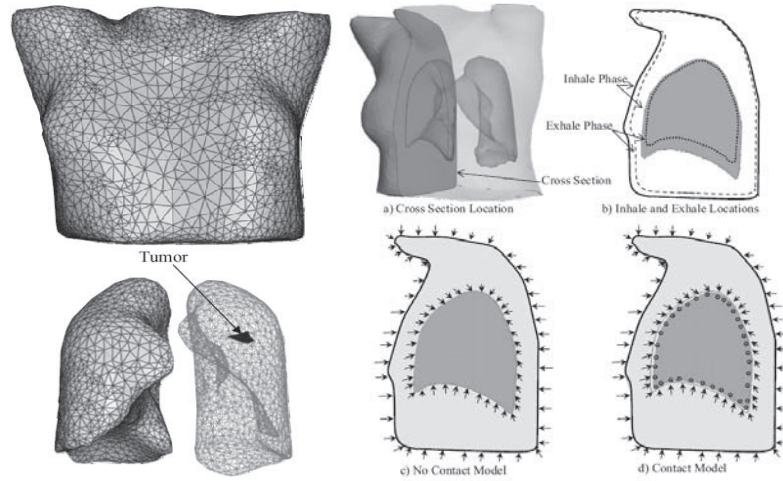 Tumor
Cross Section
a) Cross Section Location
Inhale Phase
Exhale Phase
b) Inhale and Exhale Locations
c) No Contact Model
d) Contact Model